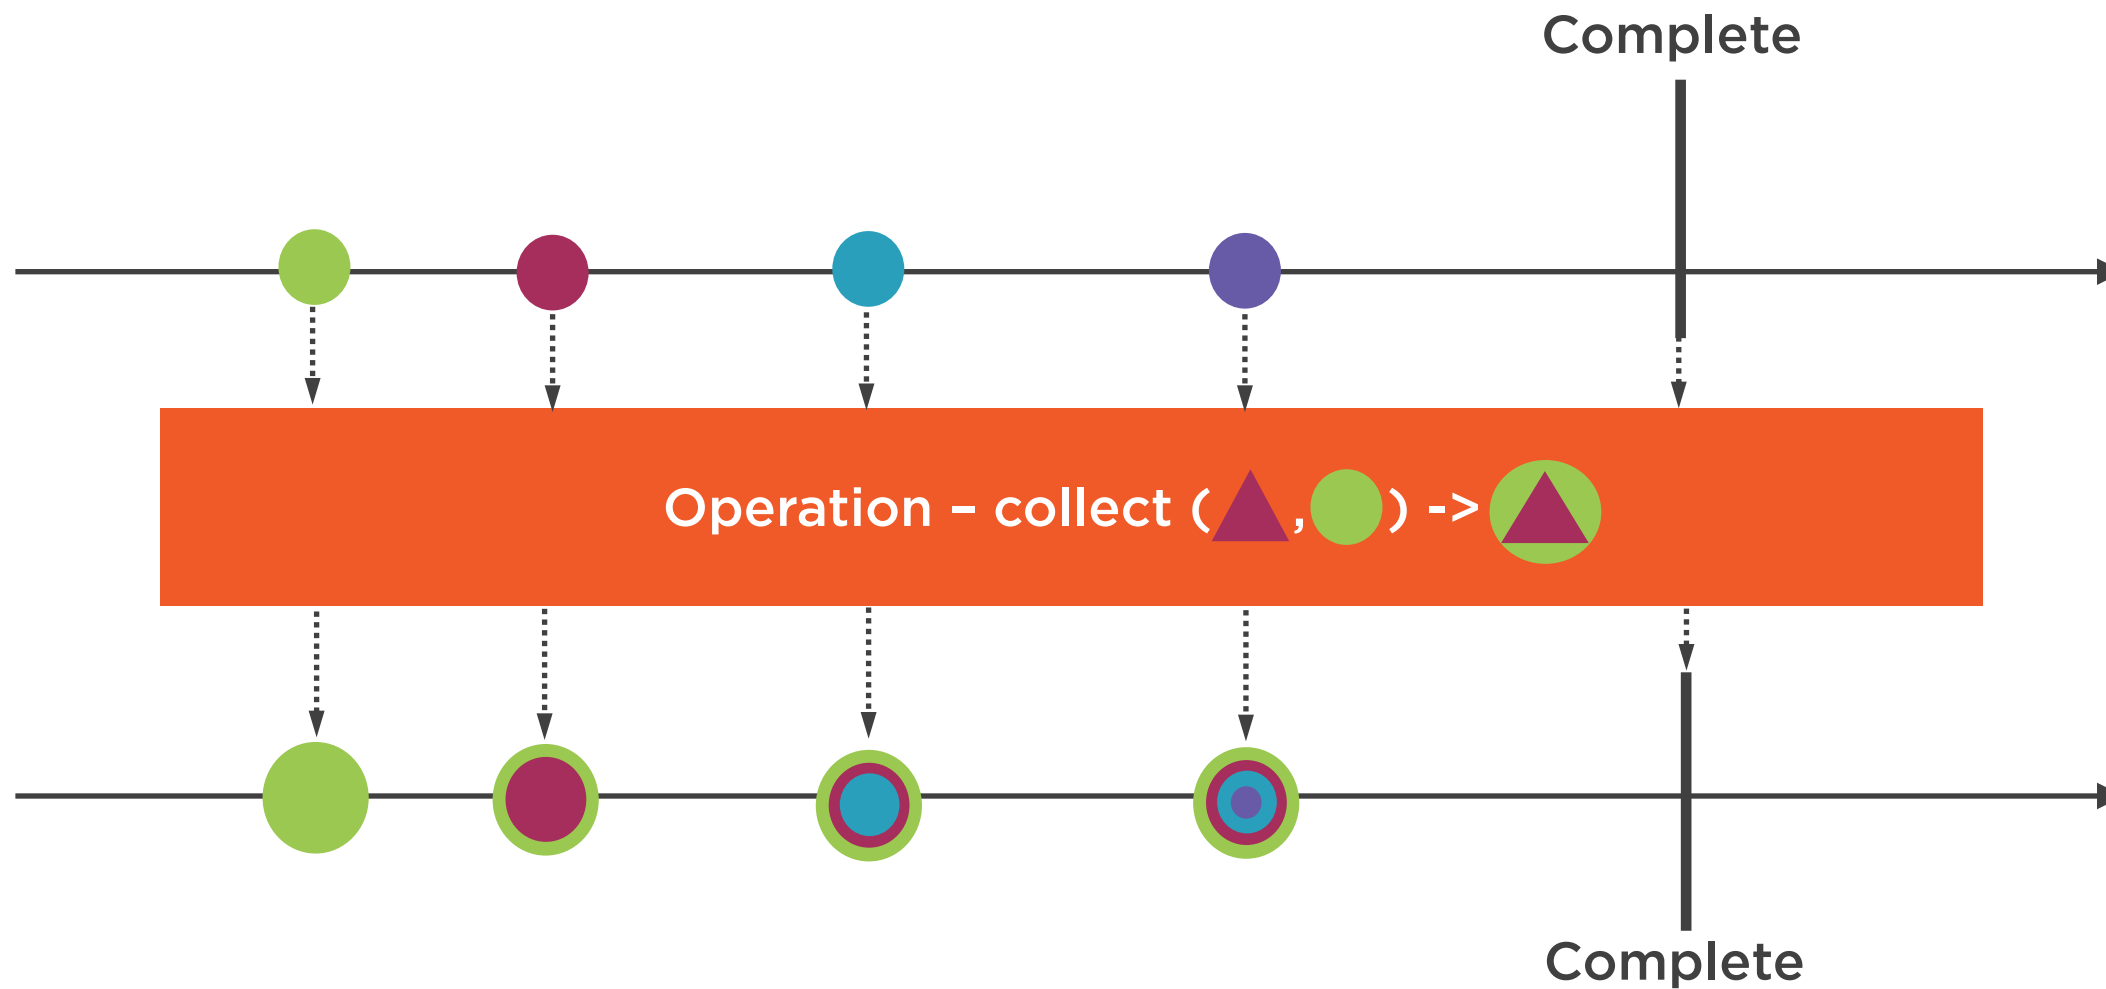 Complete
Operation – collect ( , ) ->
Complete